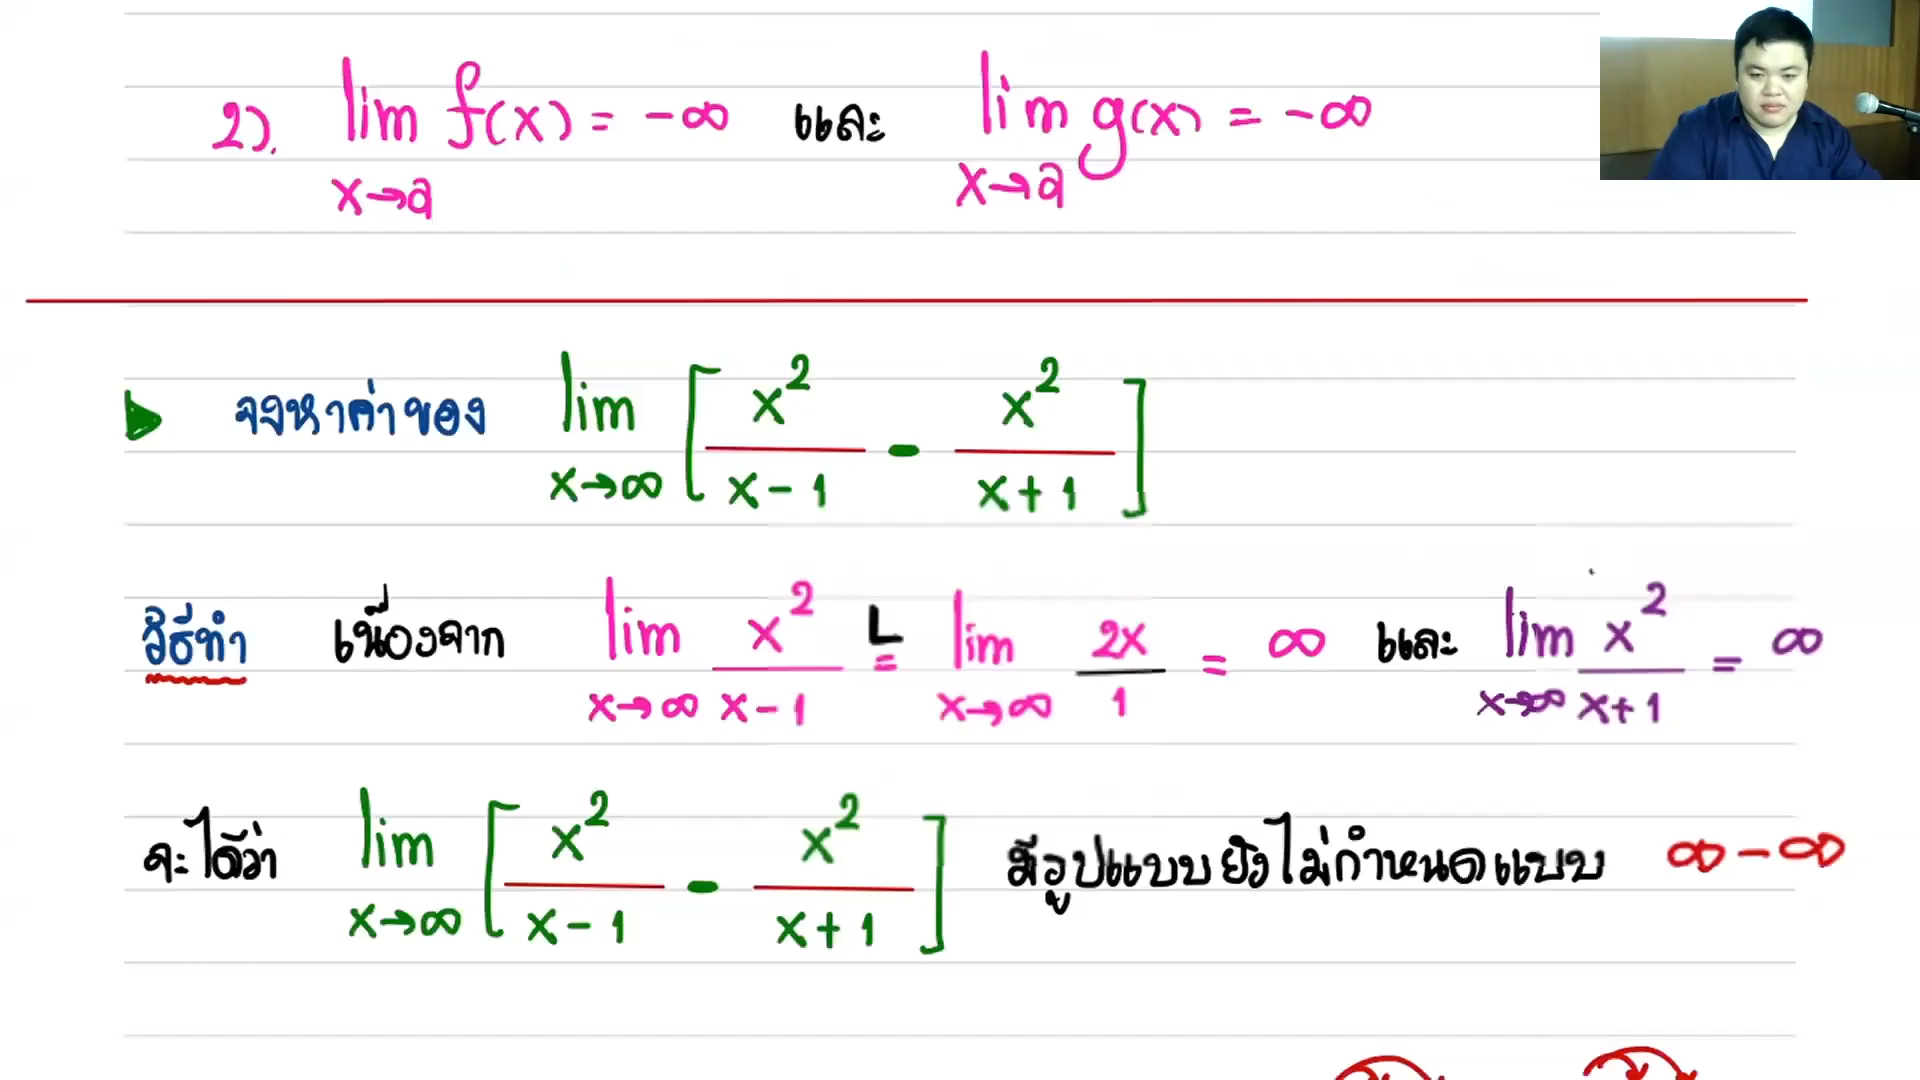 2). lim f(x) = -∞ และ lim g(x) = -∞
x→a x→a
จงหาค่าของ lim x→∞ [ x²/(x-1) - x²/(x+1) ]
วิธีทำ เนื่องจาก lim x→∞ x²/(x-1) L= lim x→∞ 2x/1 = ∞ และ lim x→∞ x²/(x+1) = ∞
จะได้ว่า lim x→∞ [ x²/(x-1) - x²/(x+1) ] มีรูปแบบยังไม่กำหนดแบบ ∞-∞